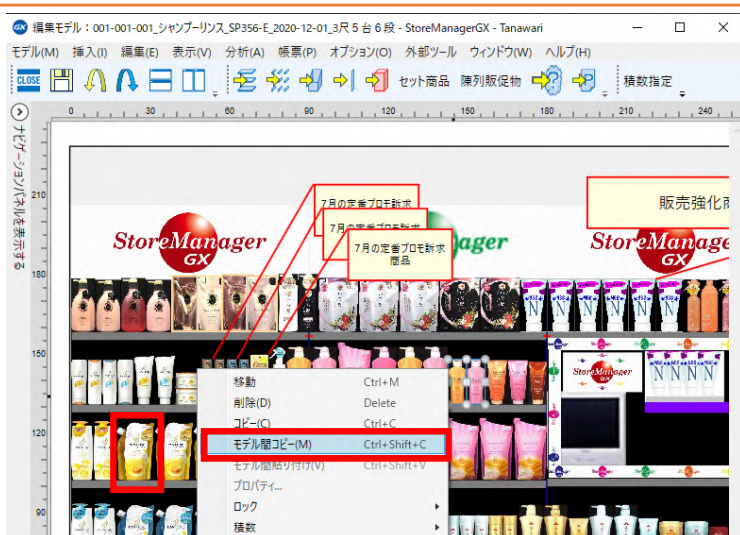 編集モデル：001-001-001_シャンプーリンス_SP356-E_2020-12-01_3尺５台６段 - StoreManagerGX - Tanawari
モデル(M) 挿入(I) 編集(E) 表示(V) 分析(A) 帳票(P) オプション(O) 外部ツール ウィンドウ(W) ヘルプ(H)
CLOSE セット商品 陳列販促物 積数指定
0 30 60 90 120 150 180 210 240
ナビゲーションパネルを表示する
210
180
150
120
90
7月の定番プロモ訴求
7月の定番プロモ訴求
7月の定番プロモ訴求
商品
販売強化商
StoreManager
GX
ager
StoreManage
GX
StoreManager
GX
移動 Ctrl+M
削除(D) Delete
コピー(C) Ctrl+C
モデル間コピー(M) Ctrl+Shift+C
モデル間貼り付け(V) Ctrl+Shift+V
プロパティ...
ロック
積数